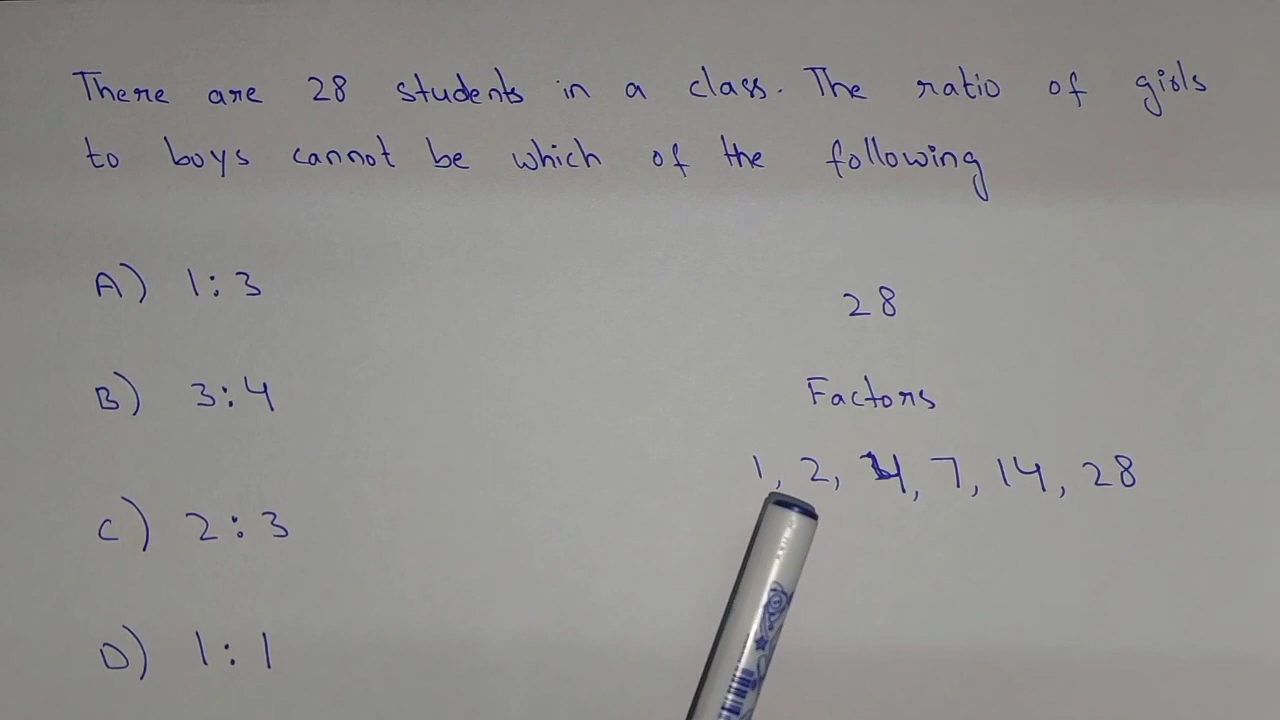 There are 28 students in a class. The ratio of girls
to boys cannot be which of the following
A) 1:3
28
B) 3:4
Factors
1, 2, 4, 7, 14, 28
C) 2:3
D) 1:1